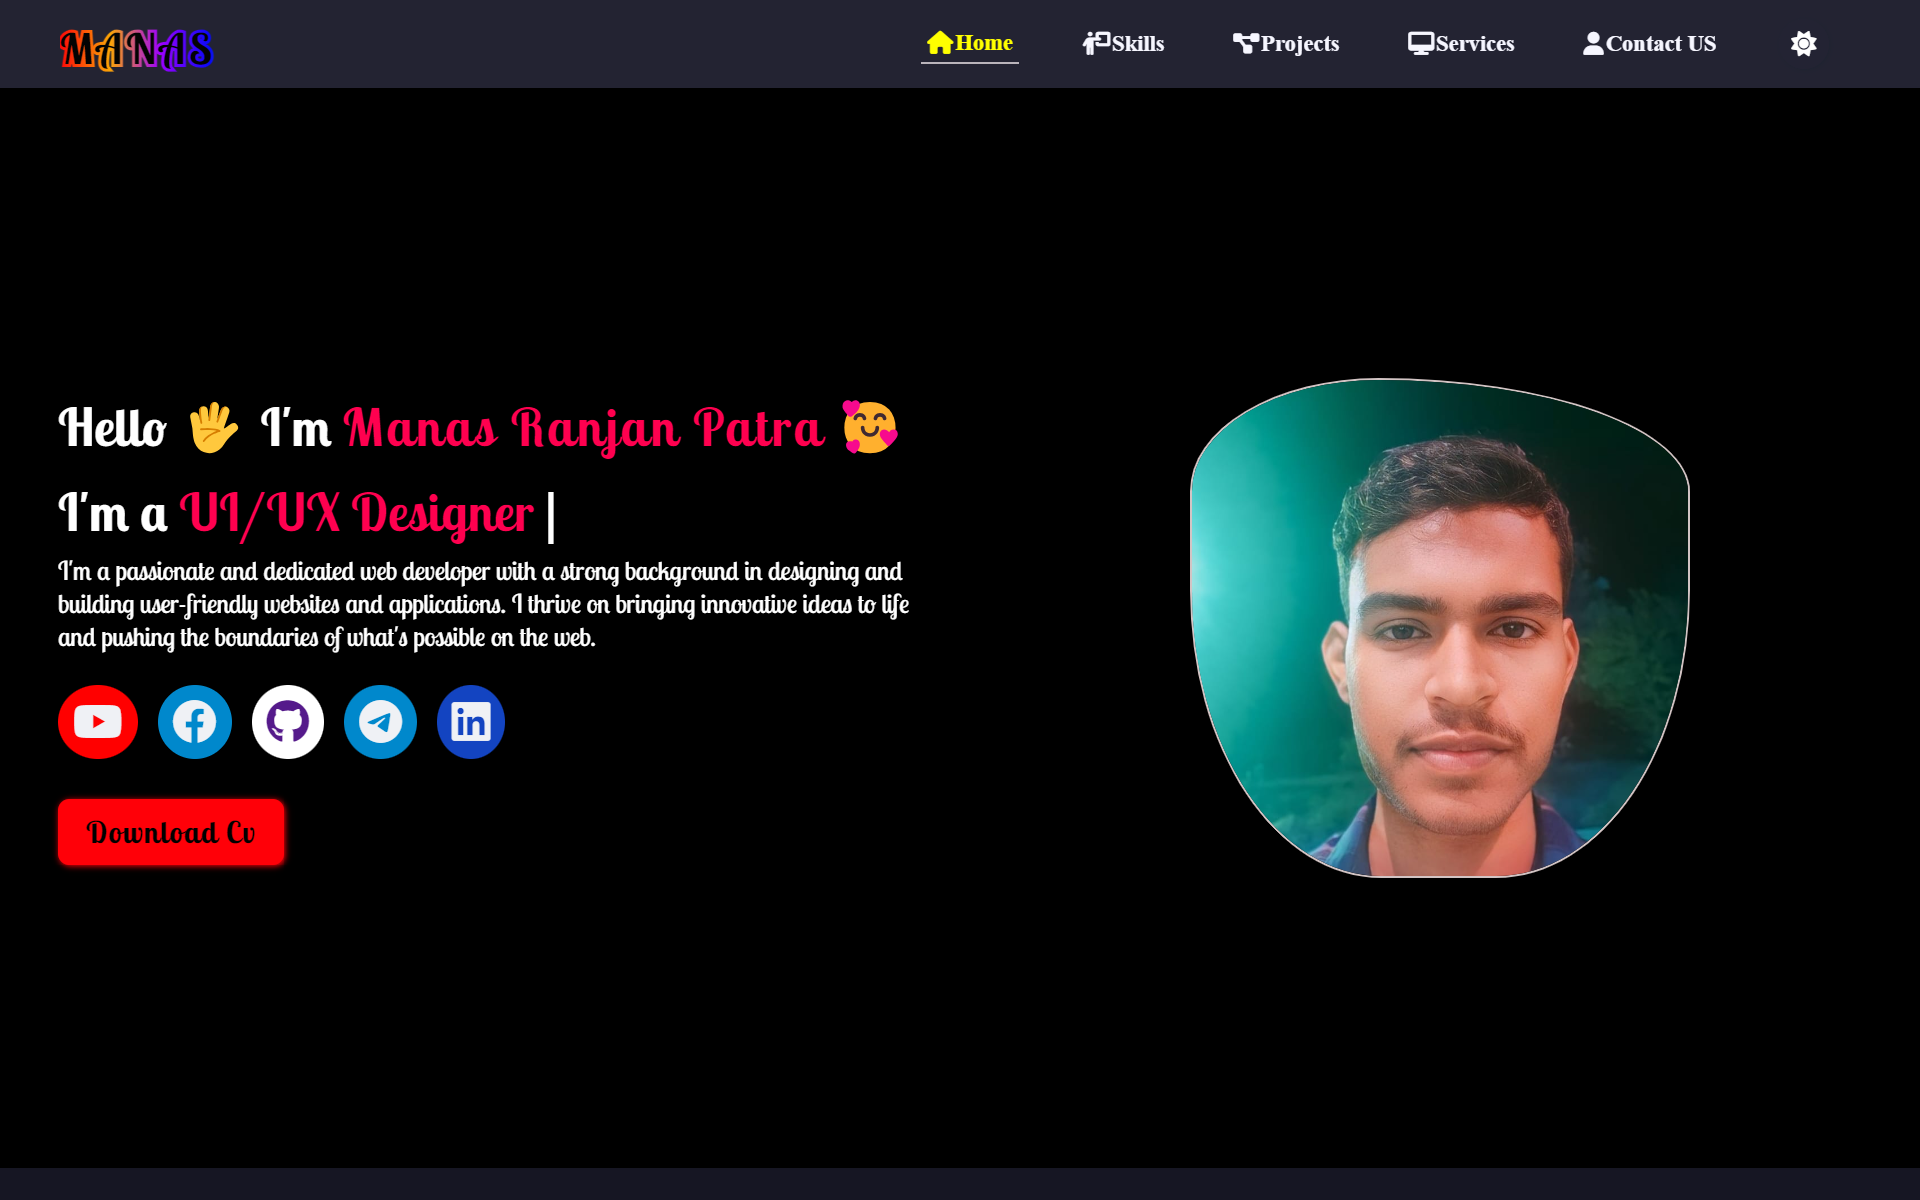 MANAS
Home Skills Projects Services Contact US
Hello 🖐 I'm Manas Ranjan Patra 🥰
I'm a UI/UX Designer|
I'm a passionate and dedicated web developer with a strong background in designing and
building user-friendly websites and applications. I thrive on bringing innovative ideas to life
and pushing the boundaries of what's possible on the web.
in
Download Cv